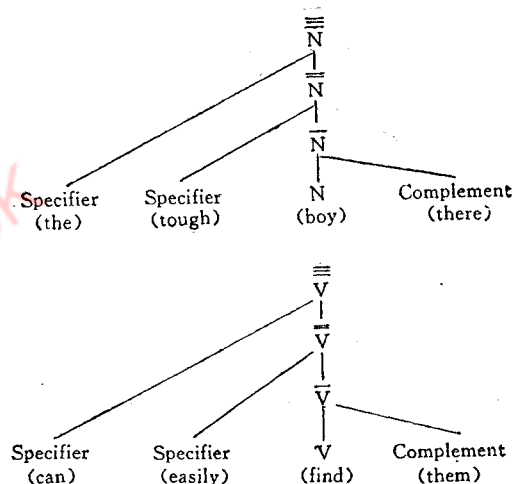 N̿̅
N̿
N̅
Specifier Specifier N Complement
(the) (tough) (boy) (there)
V̿̅
V̿
V̅
Specifier Specifier V Complement
(can) (easily) (find) (them)